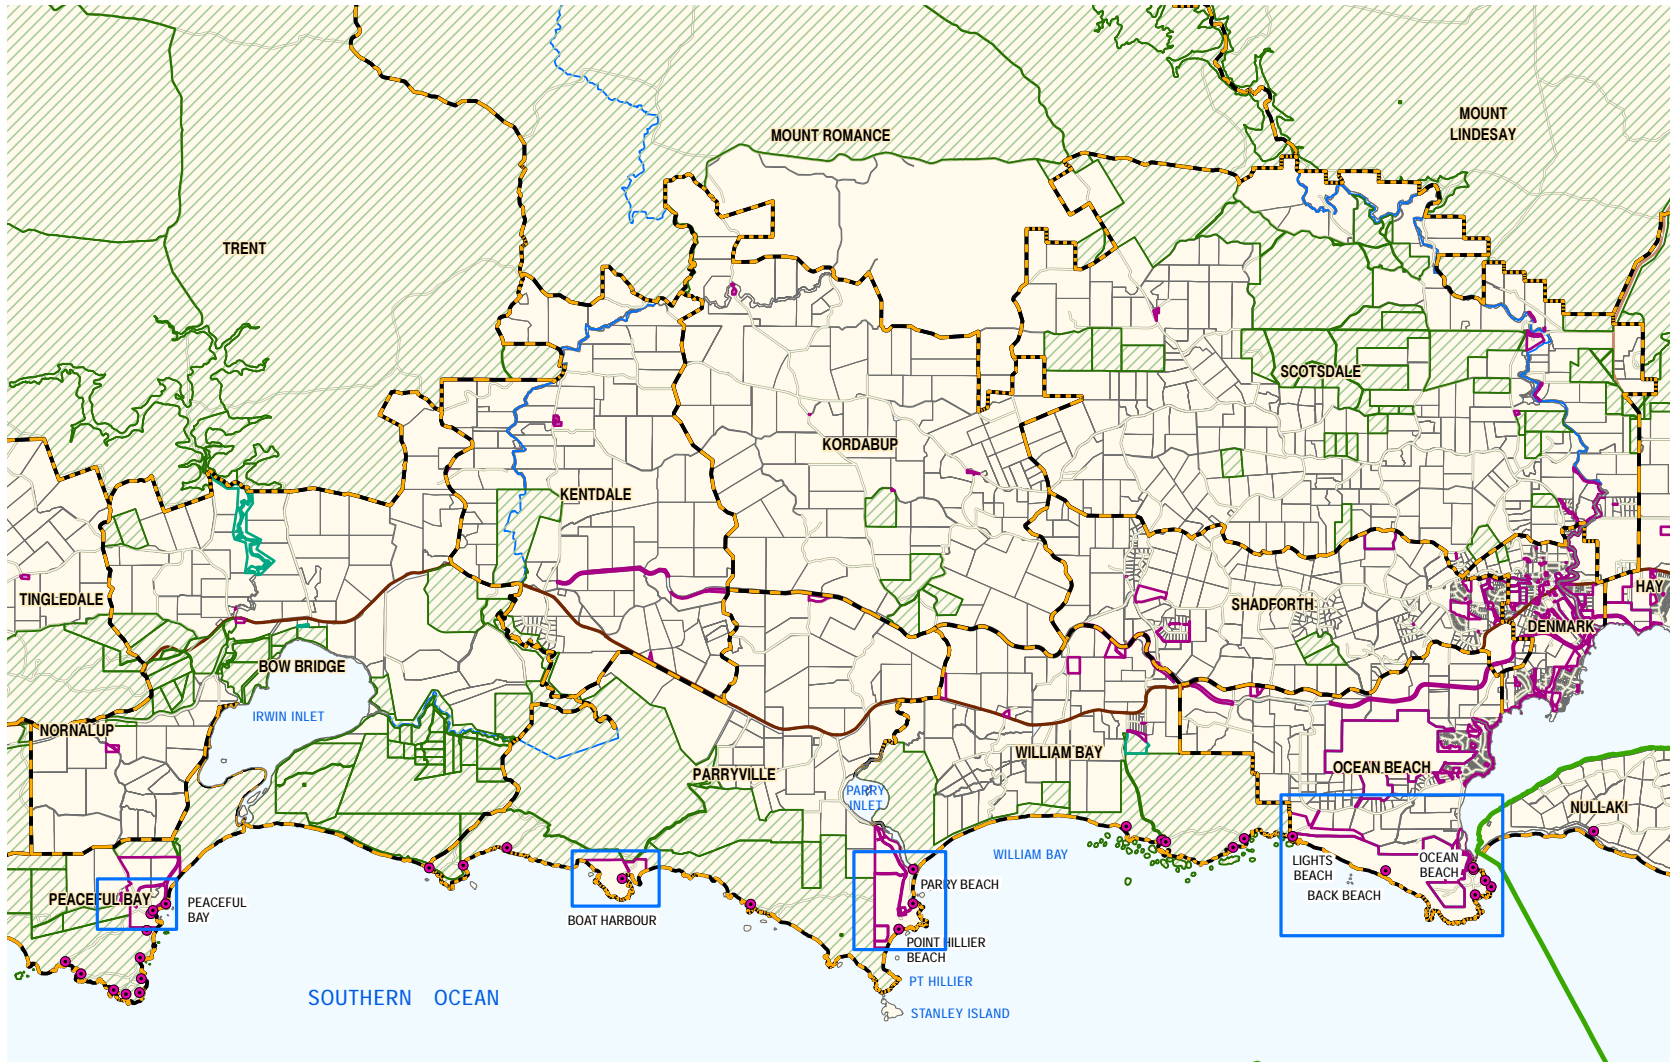 MOUNT
LINDESAY
MOUNT ROMANCE
TRENT
SCOTSDALE
KORDABUP
KENTDALE
TINGLEDALE
SHADFORTH
HAY
DENMARK
BOW BRIDGE
IRWIN INLET
NORNALUP
WILLIAM BAY
PARRYVILLE
OCEAN BEACH
PARRY
INLET
NULLAKI
WILLIAM BAY
LIGHTS
BEACH
OCEAN
BEACH
BACK BEACH
PARRY BEACH
PEACEFUL BAY
PEACEFUL
BAY
BOAT HARBOUR
POINT HILLIER
BEACH
PT HILLIER
SOUTHERN OCEAN
STANLEY ISLAND